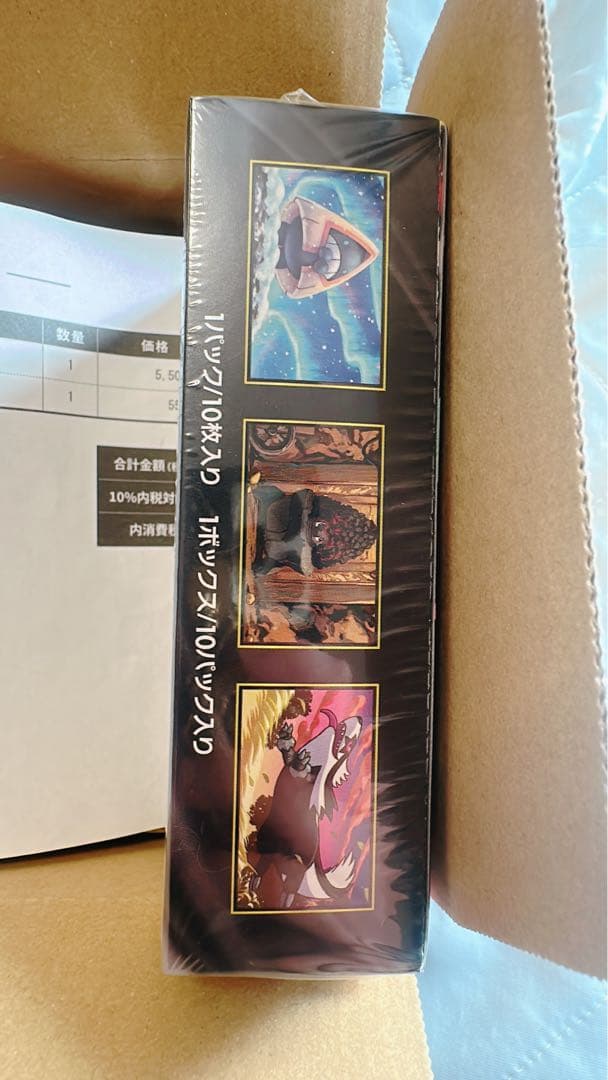 数量
価格
1
5,50
1
55
合計金額(税
10%内税対
内消費税
1パック/10枚入り 1ボックス/10パック入り